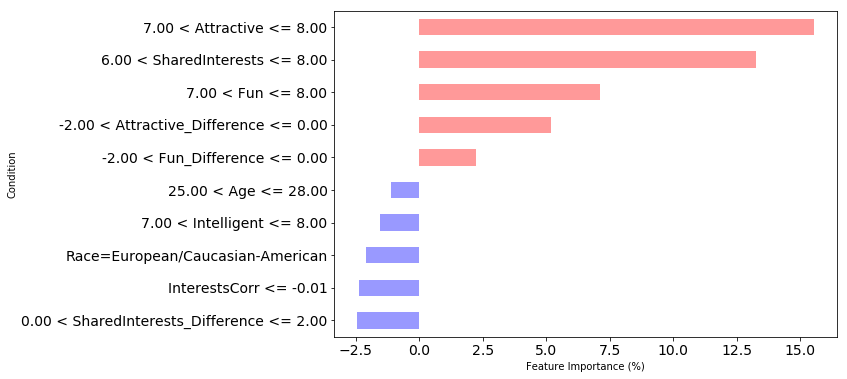 7.00 < Attractive <= 8.00
6.00 < SharedInterests <= 8.00
7.00 < Fun <= 8.00
-2.00 < Attractive_Difference <= 0.00
-2.00 < Fun_Difference <= 0.00
25.00 < Age <= 28.00
7.00 < Intelligent <= 8.00
Race=European/Caucasian-American
InterestsCorr <= -0.01
0.00 < SharedInterests_Difference <= 2.00
Condition
−2.5 0.0 2.5 5.0 7.5 10.0 12.5 15.0
Feature Importance (%)